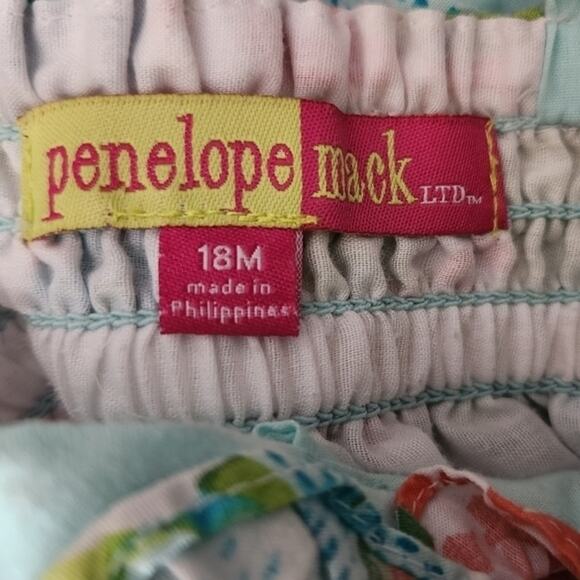 penelope mack LTD™
18M
made in
Philippines